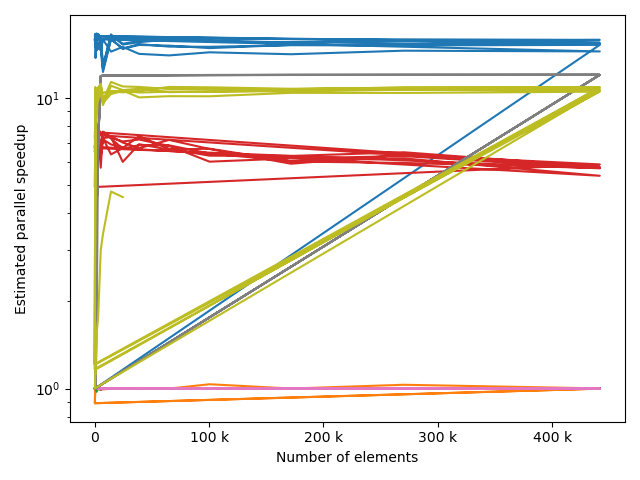 Estimated parallel speedup
10¹
10⁰
0
100 k
200 k
300 k
400 k
Number of elements